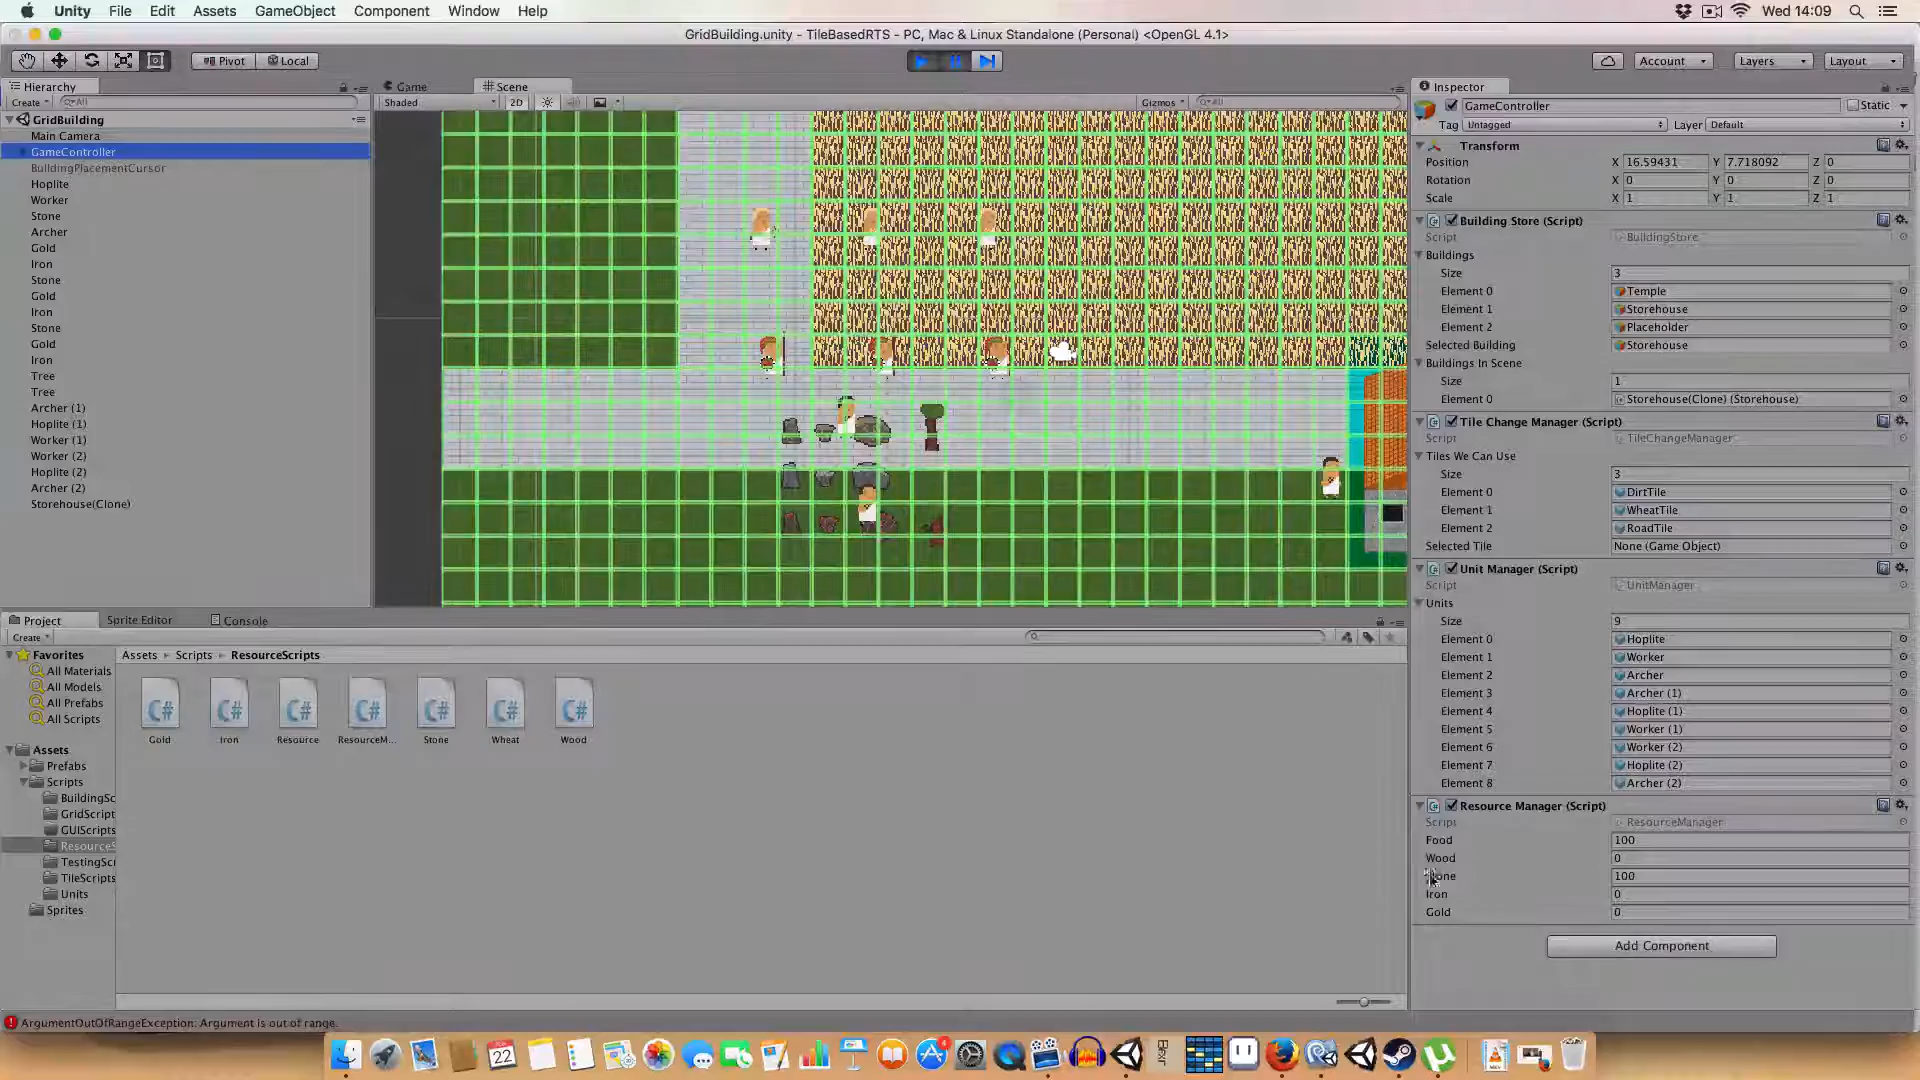 Unity File Edit Assets GameObject Component Window Help Wed 14:09
GridBuilding.unity - TileBasedRTS - PC, Mac & Linux Standalone (Personal) <OpenGL 4.1>
Pivot Local Account Layers Layout
Hierarchy
Create All
GridBuilding
Main Camera
GameController
BuildingPlacementCursor
Hoplite
Worker
Stone
Archer
Gold
Iron
Stone
Gold
Iron
Stone
Gold
Iron
Tree
Tree
Archer (1)
Hoplite (1)
Worker (1)
Worker (2)
Hoplite (2)
Archer (2)
Storehouse(Clone)
Game Scene
Shaded 2D Gizmos All
Inspector
GameController Static
Tag Untagged Layer Default
Transform
Position X 16.59431 Y 7.718092 Z 0
Rotation X 0 Y 0 Z 0
Scale X 1 Y 1 Z 1
Building Store (Script)
Script BuildingStore
Buildings
Size 3
Element 0 Temple
Element 1 Storehouse
Element 2 Placeholder
Selected Building Storehouse
Buildings In Scene
Size 1
Element 0 Storehouse(Clone) (Storehouse)
Tile Change Manager (Script)
Script TileChangeManager
Tiles We Can Use
Size 3
Element 0 DirtTile
Element 1 WheatTile
Element 2 RoadTile
Selected Tile None (Game Object)
Unit Manager (Script)
Script UnitManager
Units
Size 9
Element 0 Hoplite
Element 1 Worker
Element 2 Archer
Element 3 Archer (1)
Element 4 Hoplite (1)
Element 5 Worker (1)
Element 6 Worker (2)
Element 7 Hoplite (2)
Element 8 Archer (2)
Resource Manager (Script)
Script ResourceManager
Food 100
Wood 0
one 100
Iron 0
Gold 0
Add Component
Project Sprite Editor Console
Create
Favorites
All Materials
All Models
All Prefabs
All Scripts
Assets
Prefabs
Scripts
BuildingSc
GridScript
GUIScripts
ResourceS
TestingScr
TileScripts
Units
Sprites
Assets Scripts ResourceScripts
C# C# C# C# C# C# C#
Gold Iron Resource ResourceM... Stone Wheat Wood
ArgumentOutOfRangeException: Argument is out of range.
22
4